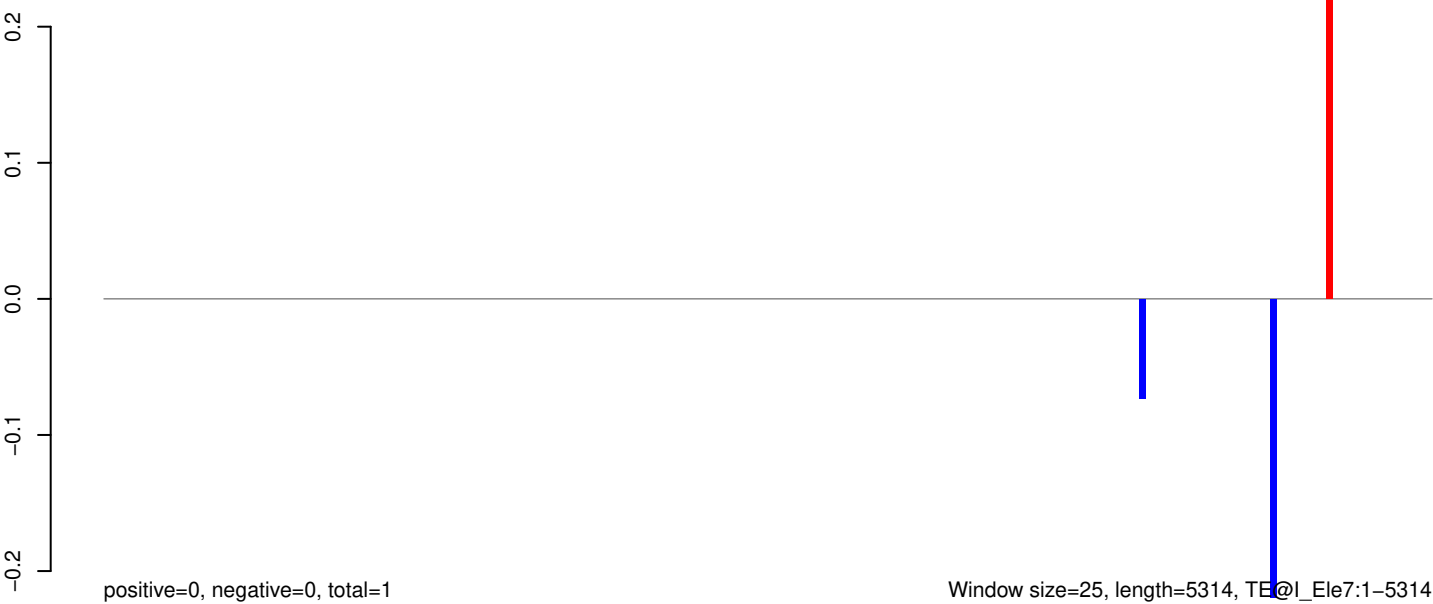 0.2
0.1
0.0
−0.1
−0.2
positive=0, negative=0, total=1
Window size=25, length=5314, TE@I_Ele7:1−5314